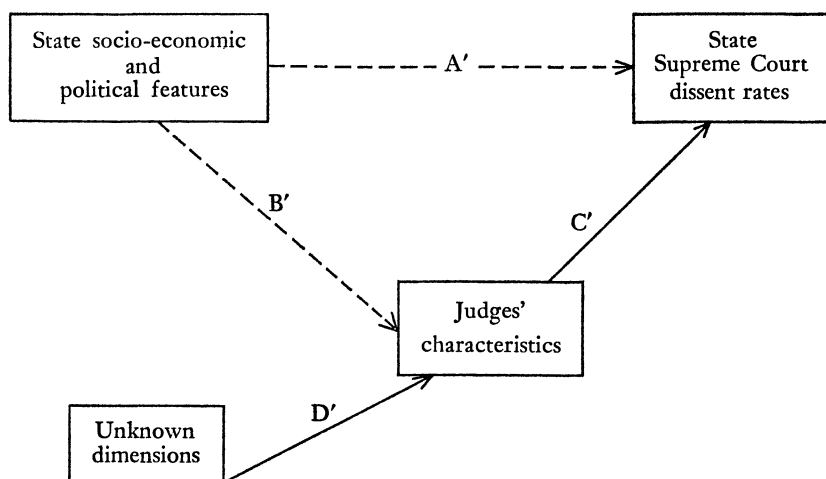 State socio-economic
and
political features
A′
State
Supreme Court
dissent rates
B′
C′
Judges’
characteristics
D′
Unknown
dimensions